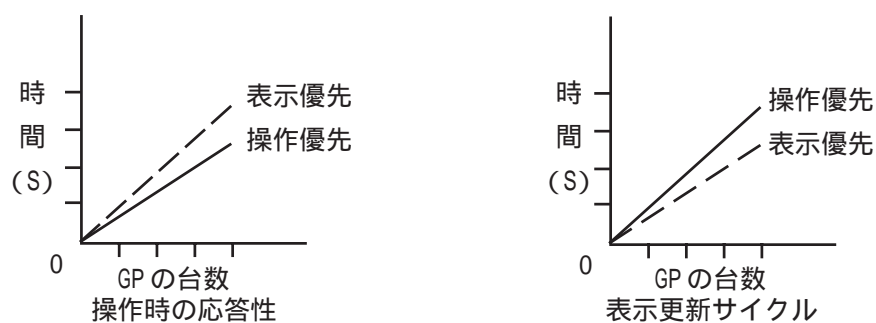 時
間
(S)
表示優先
操作優先
0
GPの台数
操作時の応答性
時
間
(S)
操作優先
表示優先
0
GPの台数
表示更新サイクル